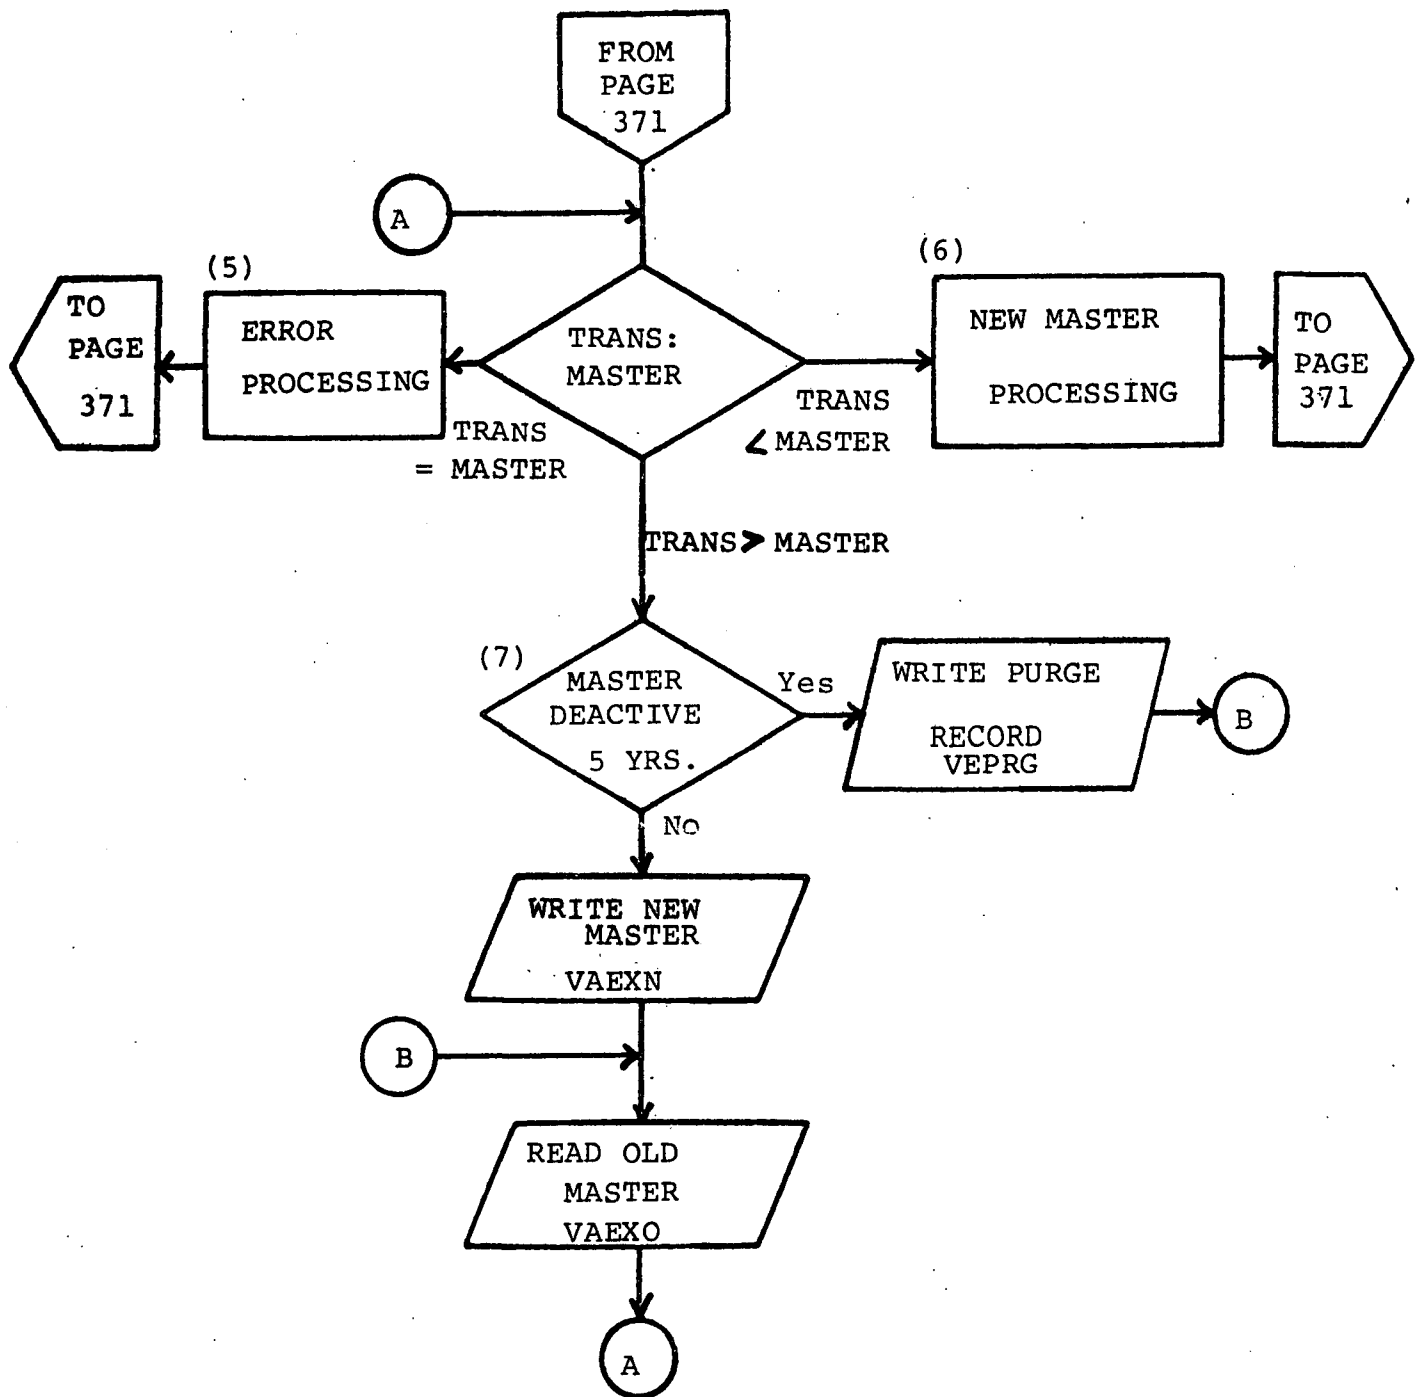 FROM
PAGE
371
A
(5)
(6)
TO
PAGE
371
ERROR
PROCESSING
TRANS:
MASTER
NEW MASTER
PROCESSING
TO
PAGE
371
TRANS
= MASTER
TRANS
< MASTER
TRANS > MASTER
(7)
MASTER
DEACTIVE
5 YRS.
Yes
WRITE PURGE
RECORD
VEPRG
B
No
WRITE NEW
MASTER
VAEXN
B
READ OLD
MASTER
VAEXO
A